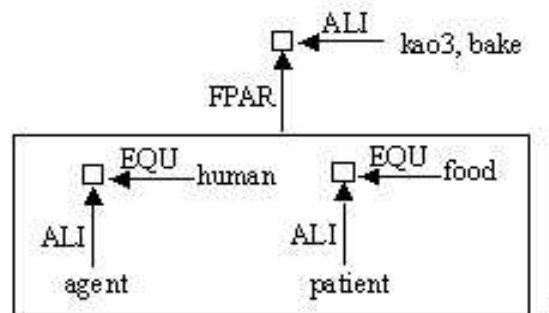 ALI
kao3, bake
FPAR
EQU
human
EQU
food
ALI
ALI
agent
patient